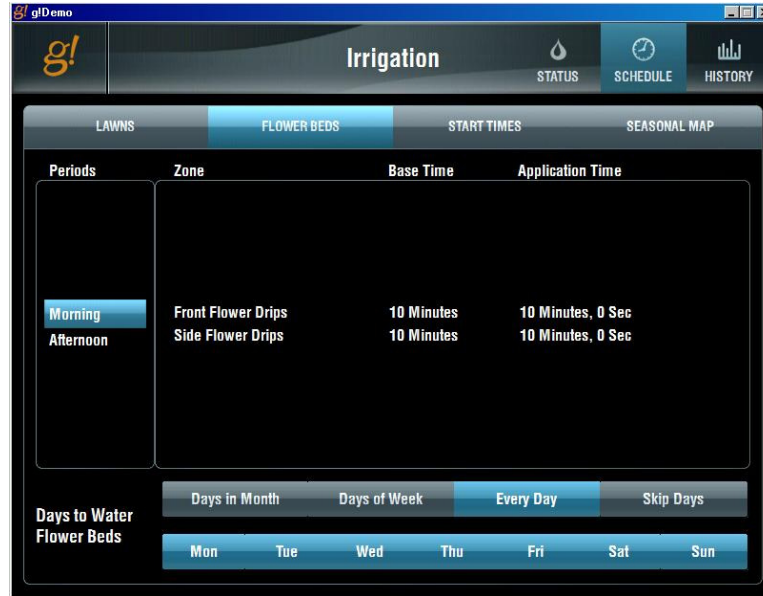 g! g!Demo
g!
Irrigation
STATUS
SCHEDULE
HISTORY
LAWNS
FLOWER BEDS
START TIMES
SEASONAL MAP
Periods Zone Base Time Application Time
Morning Front Flower Drips 10 Minutes 10 Minutes, 0 Sec
Afternoon Side Flower Drips 10 Minutes 10 Minutes, 0 Sec
Days to Water
Flower Beds
Days in Month Days of Week Every Day Skip Days
Mon Tue Wed Thu Fri Sat Sun